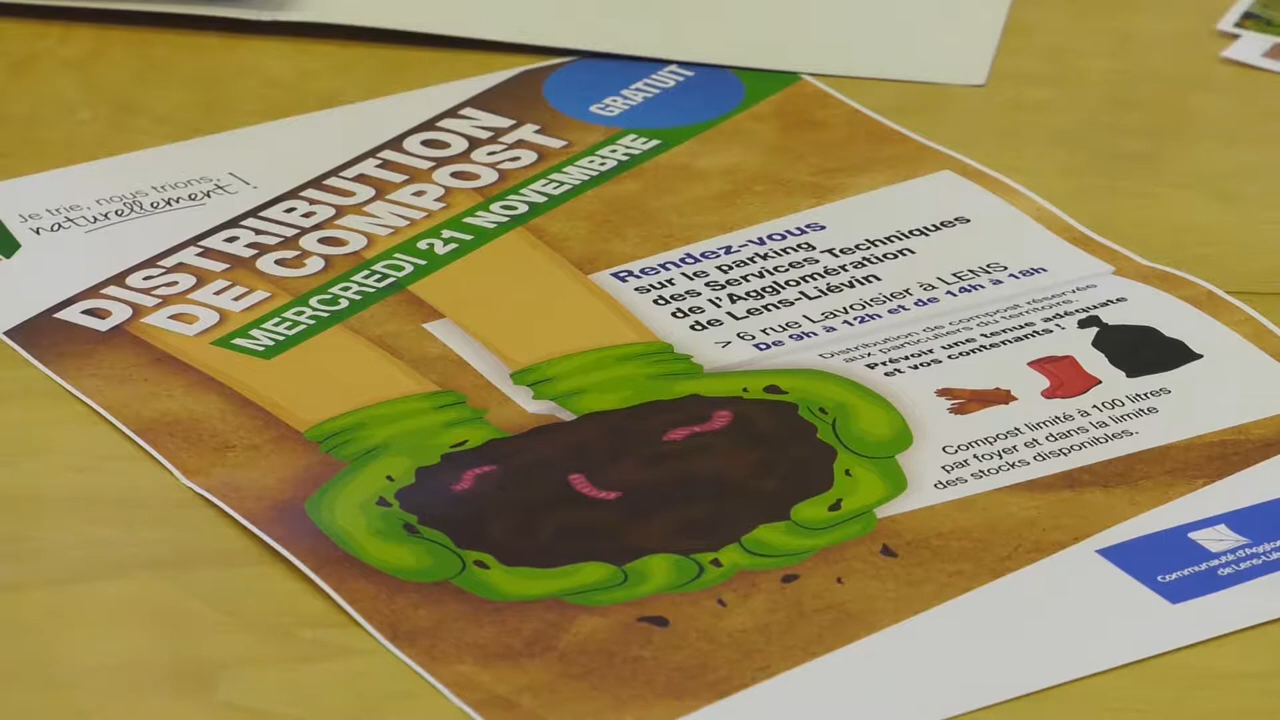 Je trie, nous trions,
naturellement !
GRATUIT
DISTRIBUTION
DE COMPOST
MERCREDI 21 NOVEMBRE
Rendez-vous
sur le parking
des Services Techniques
de l'Agglomération
de Lens-Liévin
> 6 rue Lavoisier à LENS
De 9h à 12h et de 14h à 18h
Distribution de compost réservée
aux particuliers du territoire.
Prévoir une tenue adéquate
et vos contenants !
Compost limité à 100 litres
par foyer et dans la limite
des stocks disponibles.
Communauté d'Agglo
de Lens-Lié